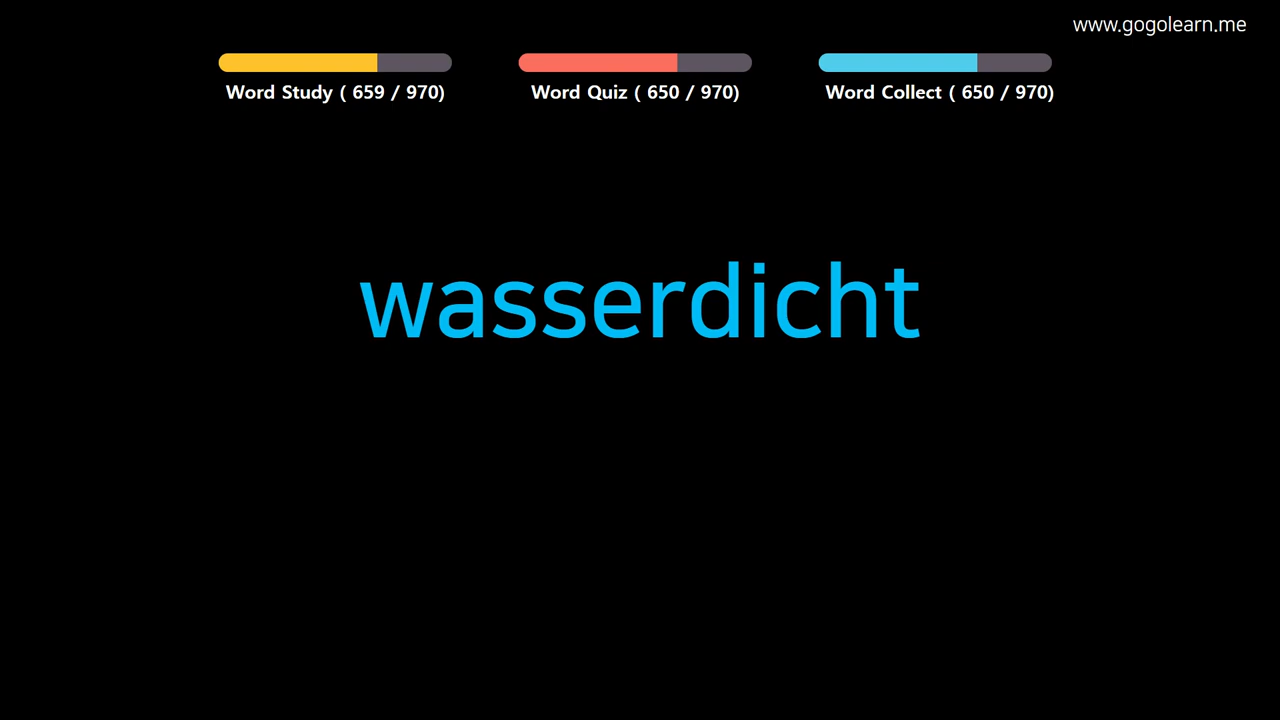 www.gogolearn.me
Word Study ( 659 / 970)
Word Quiz ( 650 / 970)
Word Collect ( 650 / 970)
wasserdicht